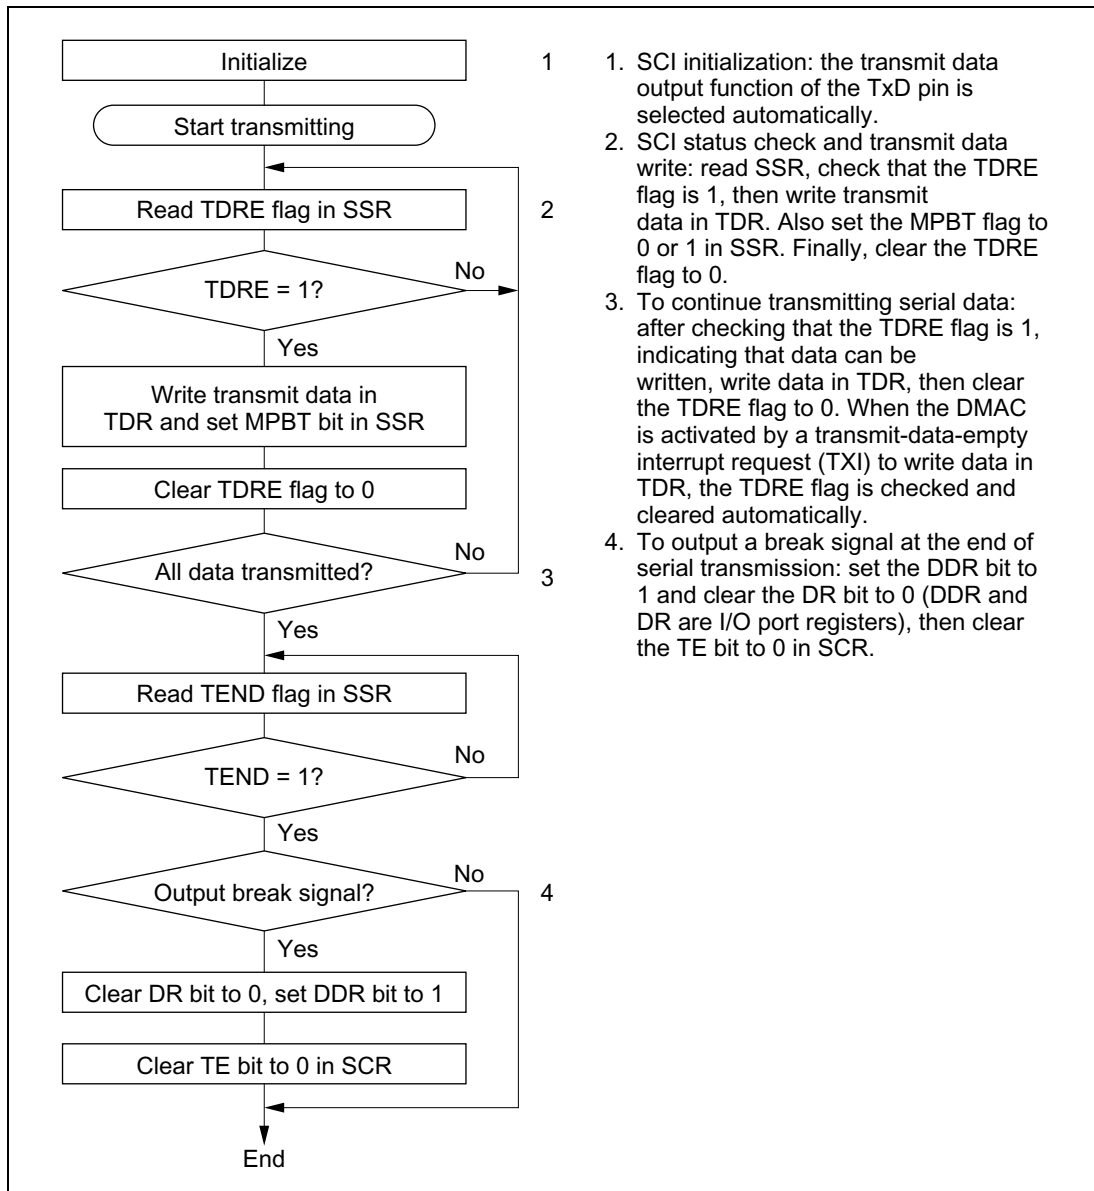 Initialize
1
Start transmitting
Read TDRE flag in SSR
2
TDRE = 1?
No
Yes
Write transmit data in
TDR and set MPBT bit in SSR
Clear TDRE flag to 0
All data transmitted?
No
3
Yes
Read TEND flag in SSR
TEND = 1?
No
Yes
Output break signal?
No
4
Yes
Clear DR bit to 0, set DDR bit to 1
Clear TE bit to 0 in SCR
End
1. SCI initialization: the transmit data
output function of the TxD pin is
selected automatically.
2. SCI status check and transmit data
write: read SSR, check that the TDRE
flag is 1, then write transmit
data in TDR. Also set the MPBT flag to
0 or 1 in SSR. Finally, clear the TDRE
flag to 0.
3. To continue transmitting serial data:
after checking that the TDRE flag is 1,
indicating that data can be
written, write data in TDR, then clear
the TDRE flag to 0. When the DMAC
is activated by a transmit-data-empty
interrupt request (TXI) to write data in
TDR, the TDRE flag is checked and
cleared automatically.
4. To output a break signal at the end of
serial transmission: set the DDR bit to
1 and clear the DR bit to 0 (DDR and
DR are I/O port registers), then clear
the TE bit to 0 in SCR.